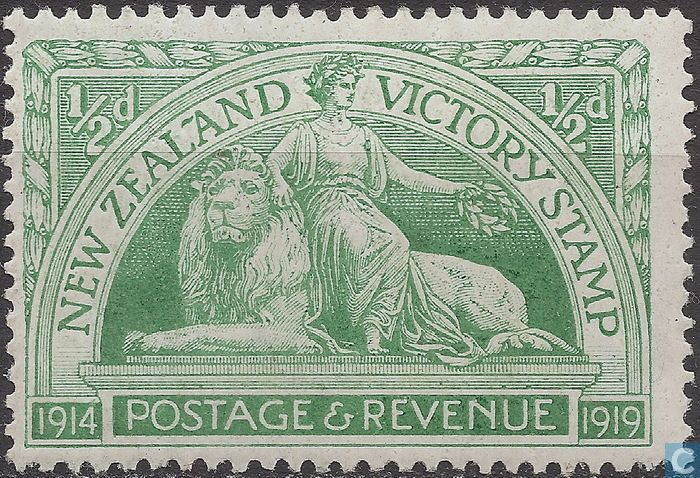 ½d
½d
NEW ZEALAND VICTORY STAMP
1914 POSTAGE & REVENUE 1919
C